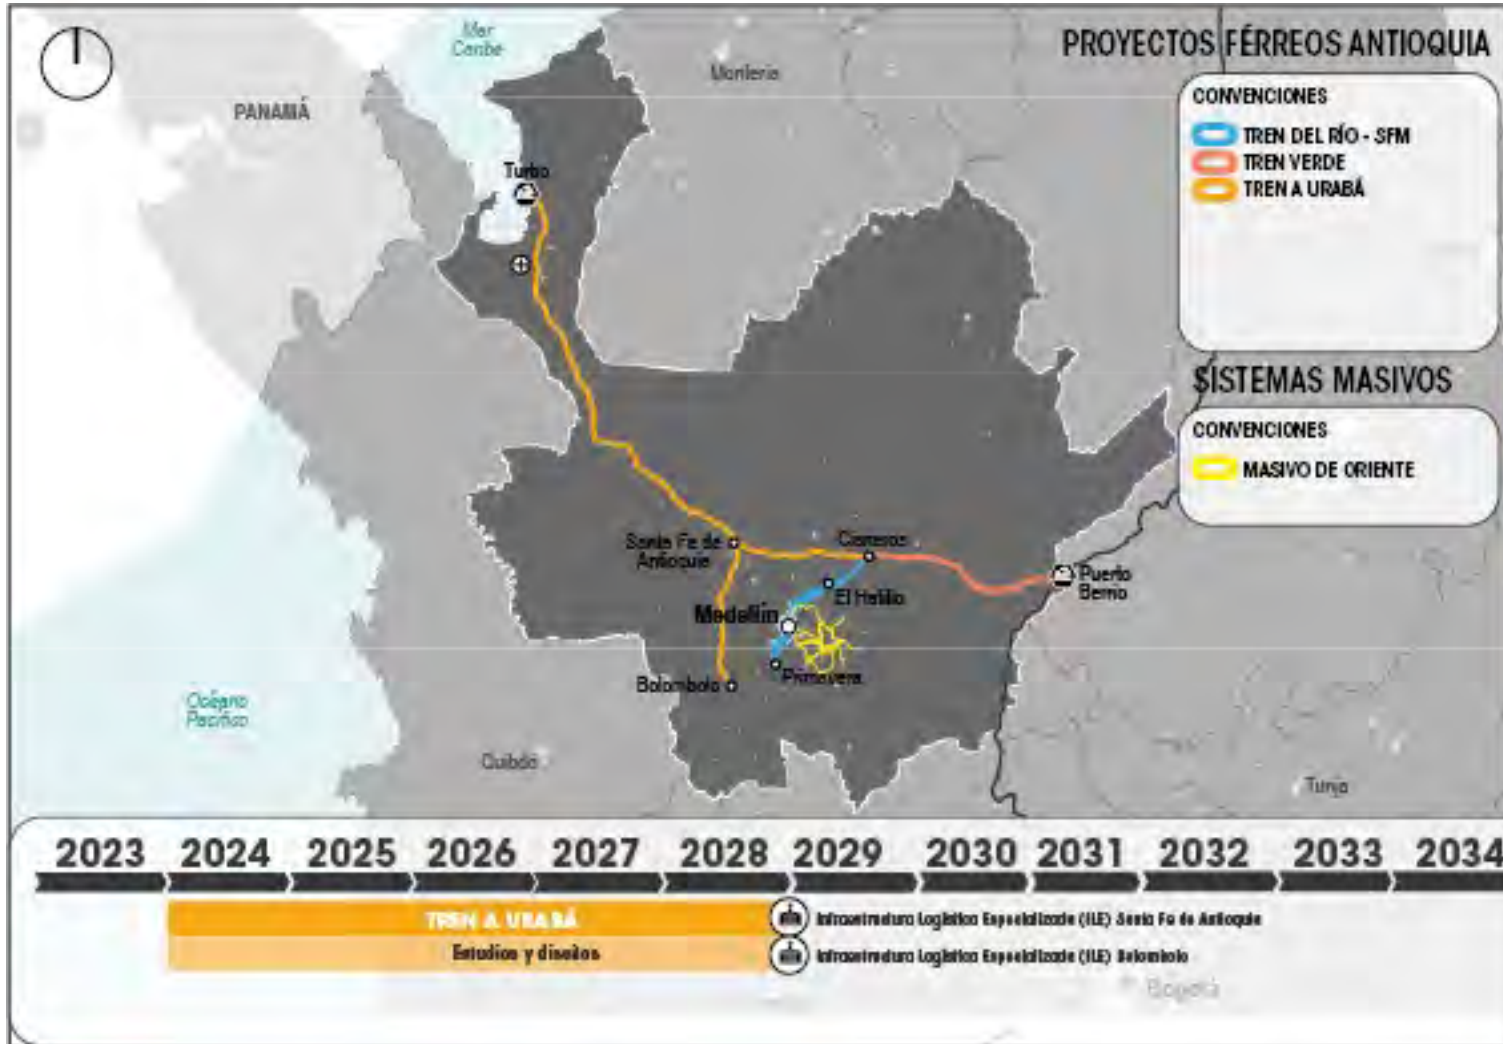 Mar
Caribe
PROYECTOS FÉRREOS ANTIOQUIA
Montería
CONVENCIONES
PANAMÁ
TREN DEL RÍO - SFM
TREN VERDE
TREN A URABÁ
Turbo
SISTEMAS MASIVOS
CONVENCIONES
MASIVO DE ORIENTE
Santa Fe de
Antioquia
Cisneros
Puerto
Berrío
El Hatillo
Medellín
Primavera
Bolombolo
Océano
Pacífico
Quibdó
Tunja
2023 2024 2025 2026 2027 2028 2029 2030 2031 2032 2033 2034
TREN A URABÁ
Infraestructura Logística Especializada (ILE) Santa Fe de Antioquia
Estudios y diseños
Infraestructura Logística Especializada (ILE) Bolombolo
Bogotá